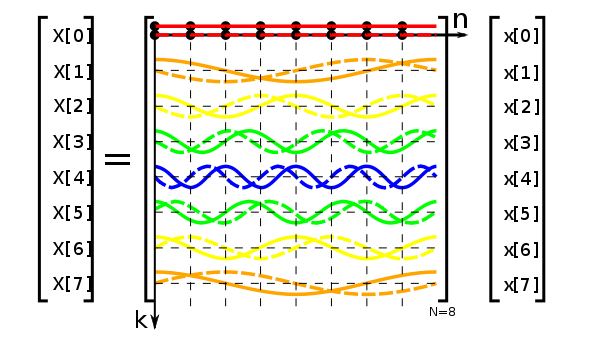 n
X[0] x[0]
X[1] x[1]
X[2] x[2]
X[3] x[3]
X[4] = x[4]
X[5] x[5]
X[6] x[6]
X[7] x[7]
k N=8